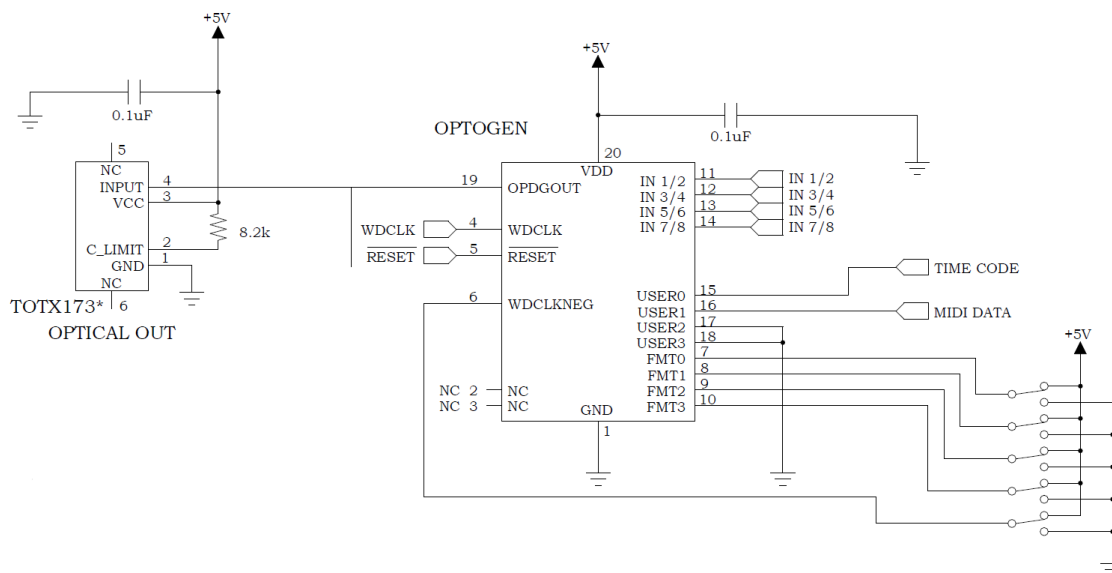 +5V
0.1uF
5
NC
INPUT 4
VCC 3
8.2k
C_LIMIT 2
GND 1
NC
TOTX173* 6
OPTICAL OUT
+5V
0.1uF
OPTOGEN
20
VDD
19 OPDGOUT
WDCLK 4 WDCLK
RESET 5 RESET
6 WDCLKNEG
NC 2 NC
NC 3 NC
GND
1
IN 1/2 11 IN 1/2
IN 3/4 12 IN 3/4
IN 5/6 13 IN 5/6
IN 7/8 14 IN 7/8
USER0 15 TIME CODE
USER1 16 MIDI DATA
USER2 17
USER3 18
FMT0 7
FMT1 8
FMT2 9
FMT3 10
+5V